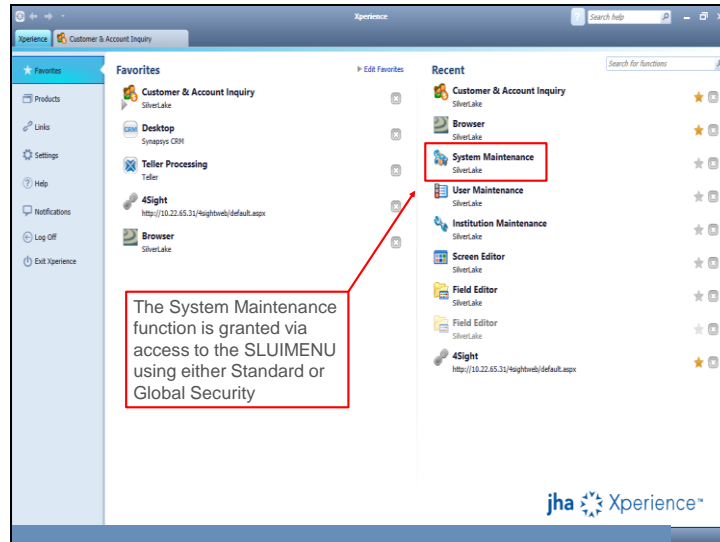 Xperience
Search help
Xperience
Customer & Account Inquiry
Favorites
Products
Links
Settings
Help
Notifications
Log Off
Exit Xperience
Favorites
Edit Favorites
Customer & Account Inquiry
SilverLake
CRM
Desktop
Synapsys CRM
Teller Processing
Teller
4Sight
http://10.22.65.31/4sightweb/default.aspx
Browser
SilverLake
The System Maintenance
function is granted via
access to the SLUIMENU
using either Standard or
Global Security
Recent
Search for functions
Customer & Account Inquiry
SilverLake
Browser
SilverLake
System Maintenance
SilverLake
User Maintenance
SilverLake
Institution Maintenance
SilverLake
Screen Editor
SilverLake
Field Editor
SilverLake
Field Editor
SilverLake
4Sight
http://10.22.65.31/4sightweb/default.aspx
jha Xperience™